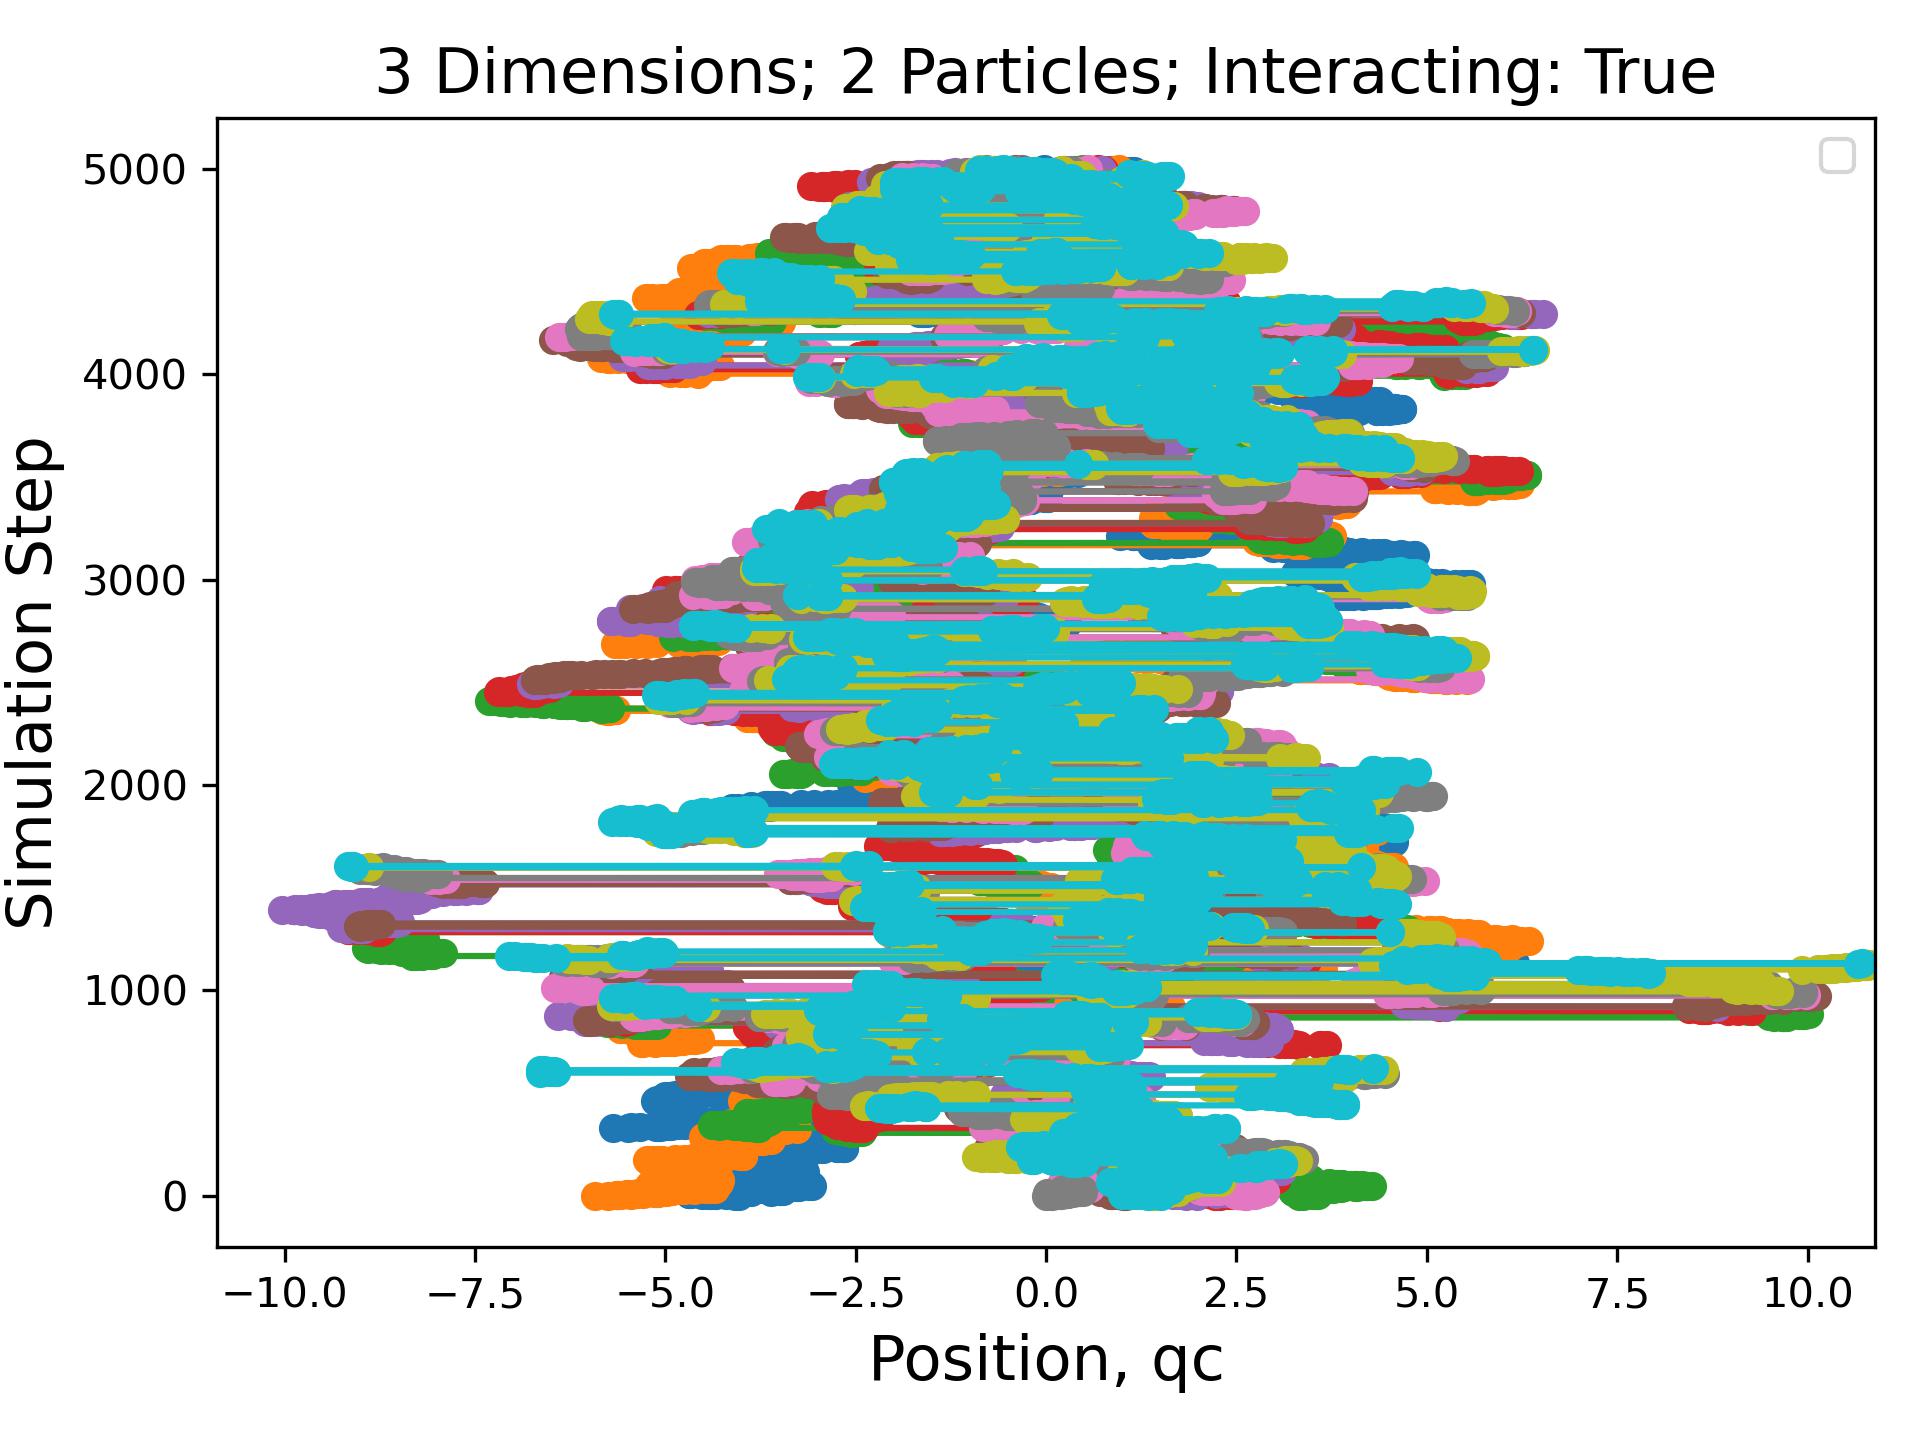 3 Dimensions; 2 Particles; Interacting: True
5000
4000
3000
2000
1000
0
Simulation Step
−10.0 −7.5 −5.0 −2.5 0.0 2.5 5.0 7.5 10.0
Position, qc